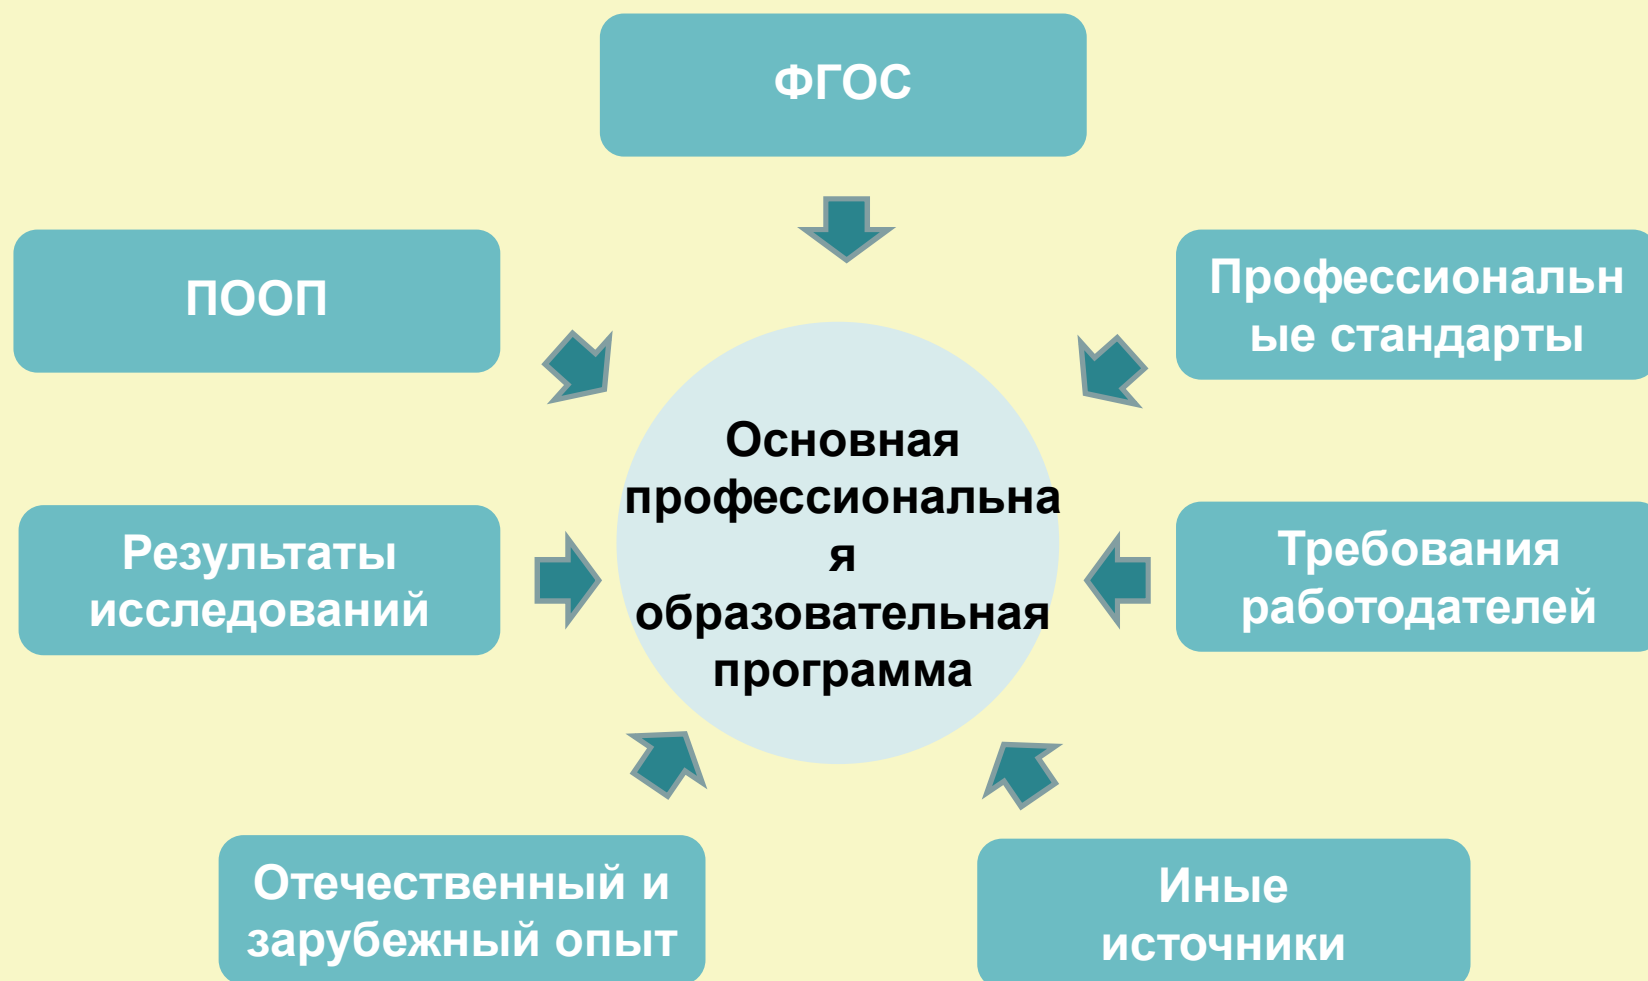 ФГОС
ПООП
Профессиональн
ые стандарты
Основная
профессиональна
я
образовательная
программа
Результаты
исследований
Требования
работодателей
Отечественный и
зарубежный опыт
Иные
источники